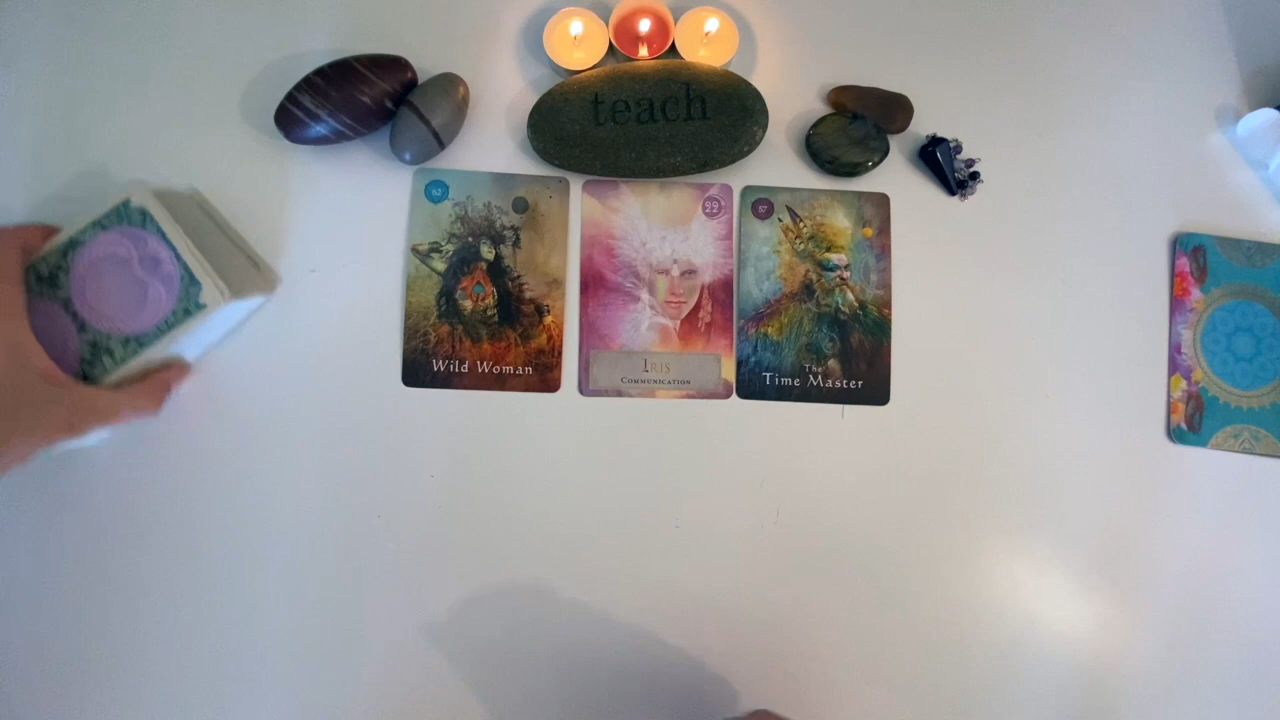 teach
62
Wild Woman
22
IRIS
COMMUNICATION
57
The
Time Master